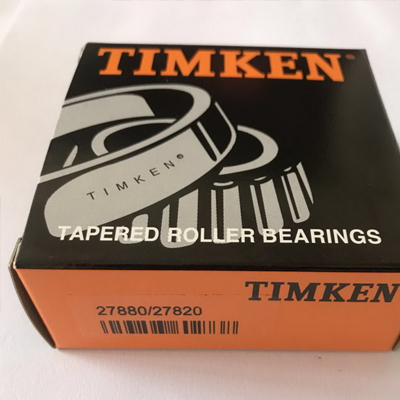 TIMKEN®
TIMKEN®
TAPERED ROLLER BEARINGS
TIMKEN
27880/27820